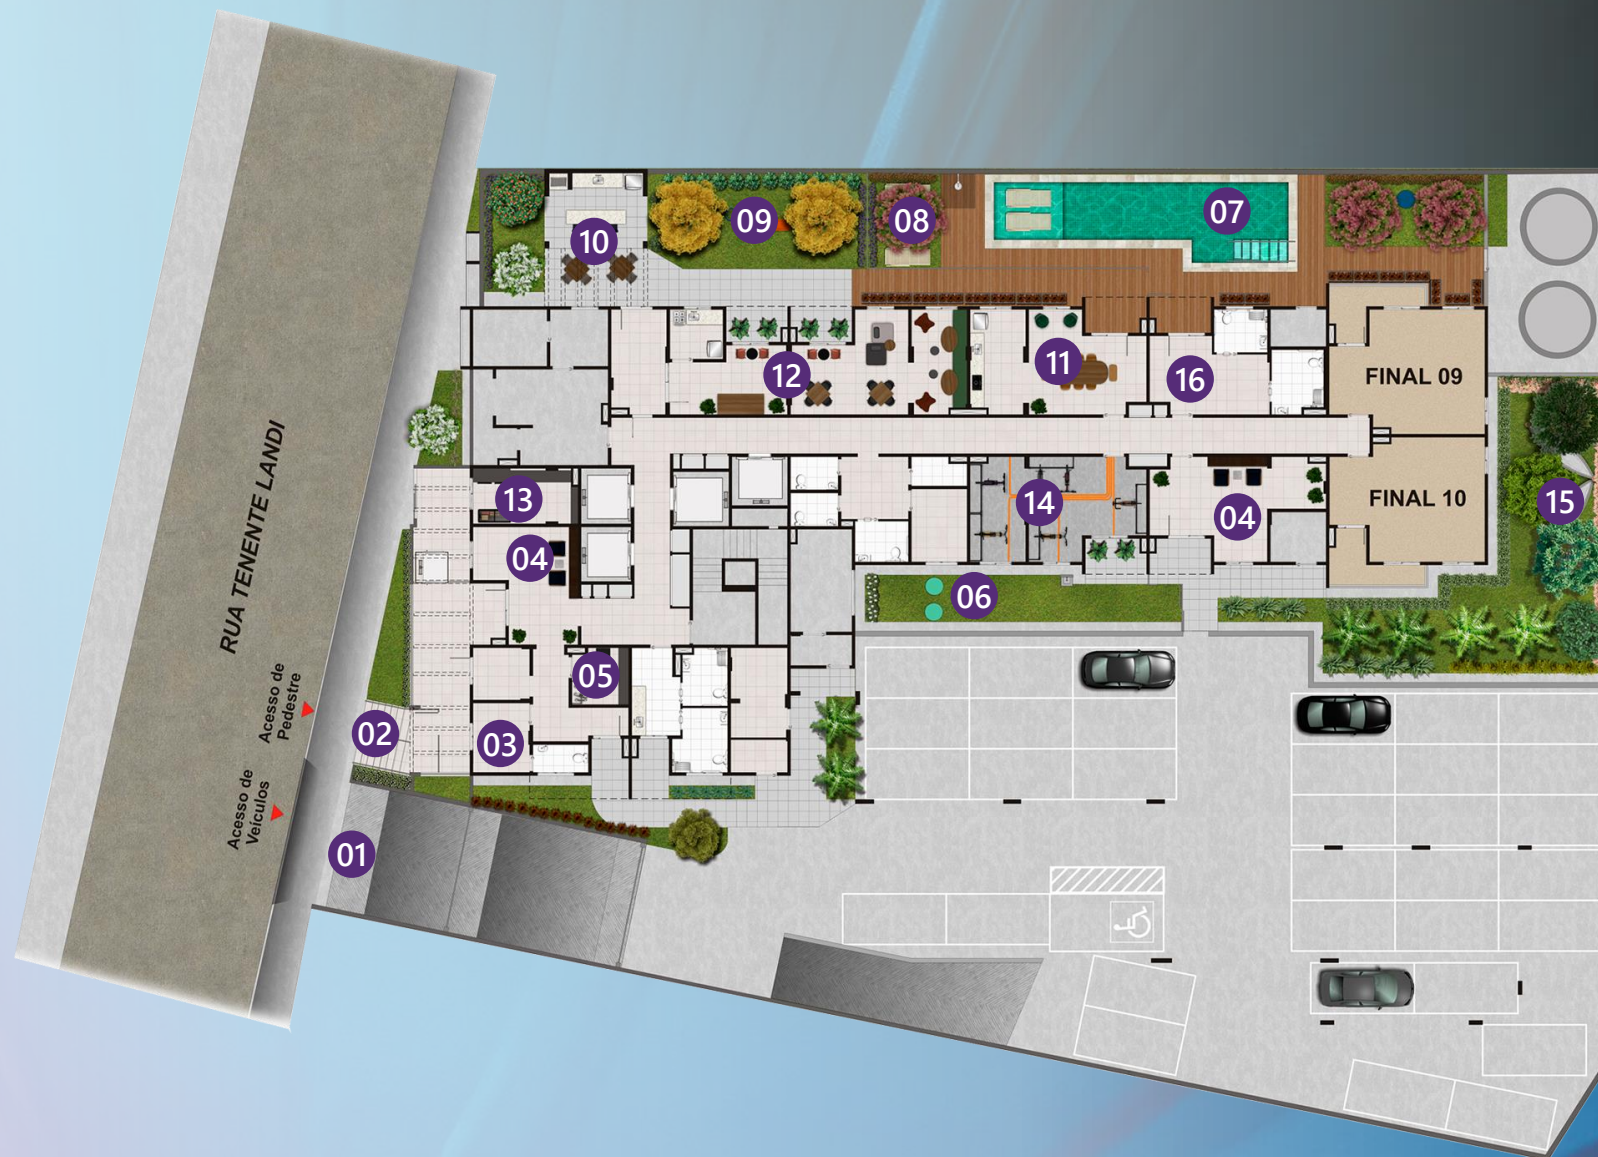 10
09
08
07
12
11
16
FINAL 09
RUA TENENTE LANDI
13
04
14
04
FINAL 10
15
06
05
Acesso de
Pedestre
02
03
Acesso de
Veículos
01